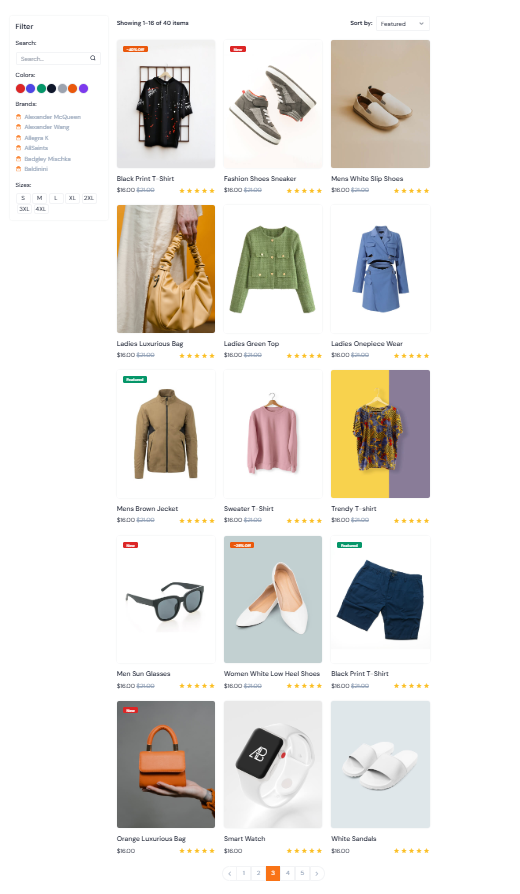 Filter
Search:
Search...
Colors:
Brands:
Alexander McQueen
Alexander Wang
Allegra K
AllSaints
Badgley Mischka
Baldinini
Sizes:
S M L XL 2XL
3XL 4XL
Showing 1-16 of 40 items
Sort by: Featured
-40% Off
New
Black Print T-Shirt
$16.00 $21.00
Fashion Shoes Sneaker
$16.00 $21.00
Mens White Slip Shoes
$16.00 $21.00
Ladies Luxurious Bag
$16.00 $21.00
Ladies Green Top
$16.00 $21.00
Ladies Onepiece Wear
$16.00 $21.00
Featured
Mens Brown Jecket
$16.00 $21.00
Sweater T-Shirt
$16.00 $21.00
Trendy T-shirt
$16.00 $21.00
New
Featured
Men Sun Glasses
$16.00 $21.00
Women White Low Heel Shoes
$16.00 $21.00
Black Print T-Shirt
$16.00 $21.00
New
Orange Luxurious Bag
$16.00
Smart Watch
$16.00
White Sandals
$16.00
1 2 3 4 5